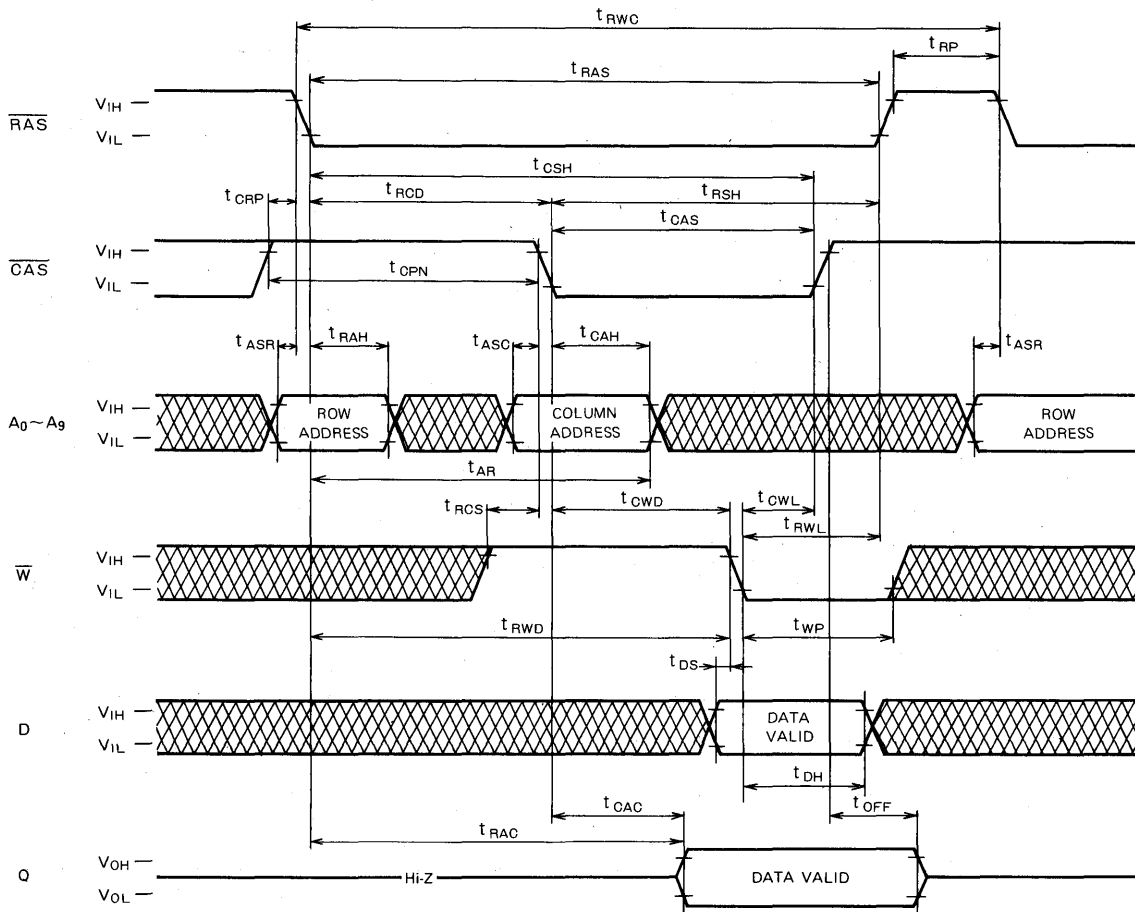 tRWC
tRP
tRAS
VIH
RAS
VIL
tCSH
tCRP
tRCD
tRSH
tCAS
VIH
CAS
tCPN
VIL
tASR
tRAH
tASC
tCAH
tASR
VIH
A0~A9
ROW ADDRESS
COLUMN ADDRESS
ROW ADDRESS
VIL
tAR
tRCS
tCWD
tCWL
tRWL
VIH
W
VIL
tRWD
tWP
tDS
VIH
D
DATA VALID
VIL
tDH
tCAC
tOFF
tRAC
VOH
Q
Hi-Z
DATA VALID
VOL